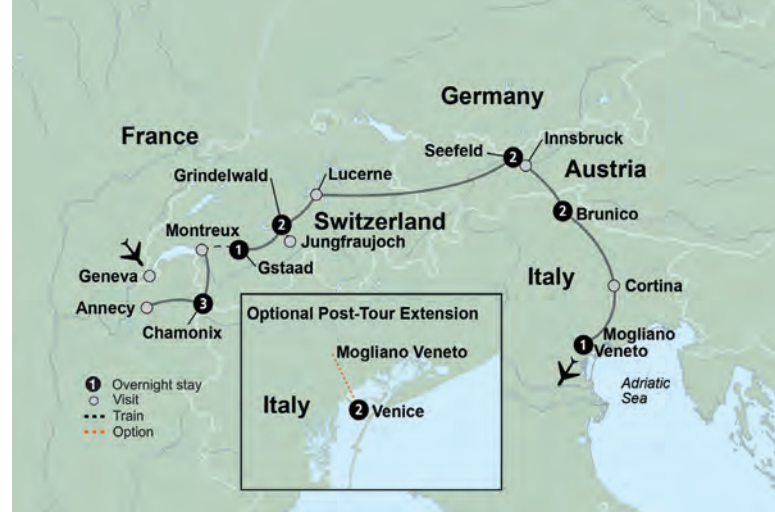 Germany
France
Seefeld
2
Innsbruck
Austria
Grindelwald
Lucerne
2
Switzerland
2
Brunico
Montreux
1
Jungfraujoch
Gstaad
Geneva
Italy
Cortina
Annecy
3
Chamonix
Optional Post-Tour Extension
Mogliano Veneto
Italy
2
Venice
1
Mogliano
Veneto
Adriatic
Sea
1 Overnight stay
Visit
Train
Option